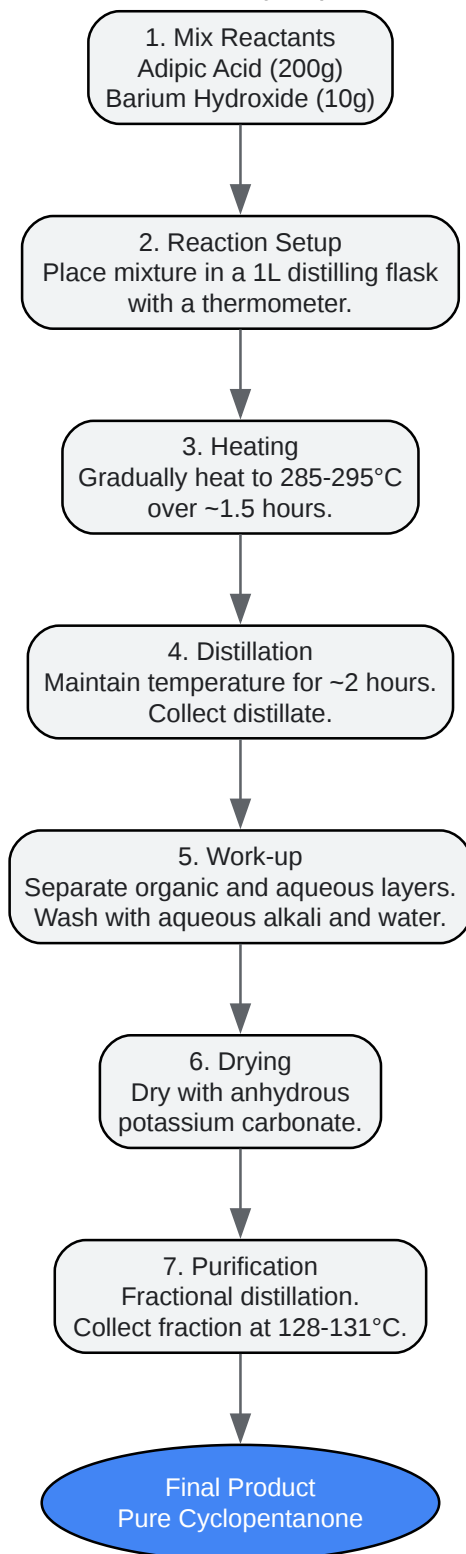 1. Mix Reactants
Adipic Acid (200g)
Barium Hydroxide (10g)
2. Reaction Setup
Place mixture in a 1L distilling flask
with a thermometer.
3. Heating
Gradually heat to 285-295°C
over ~1.5 hours.
4. Distillation
Maintain temperature for ~2 hours.
Collect distillate.
5. Work-up
Separate organic and aqueous layers.
Wash with aqueous alkali and water.
6. Drying
Dry with anhydrous
potassium carbonate.
7. Purification
Fractional distillation.
Collect fraction at 128-131°C.
Final Product
Pure Cyclopentanone